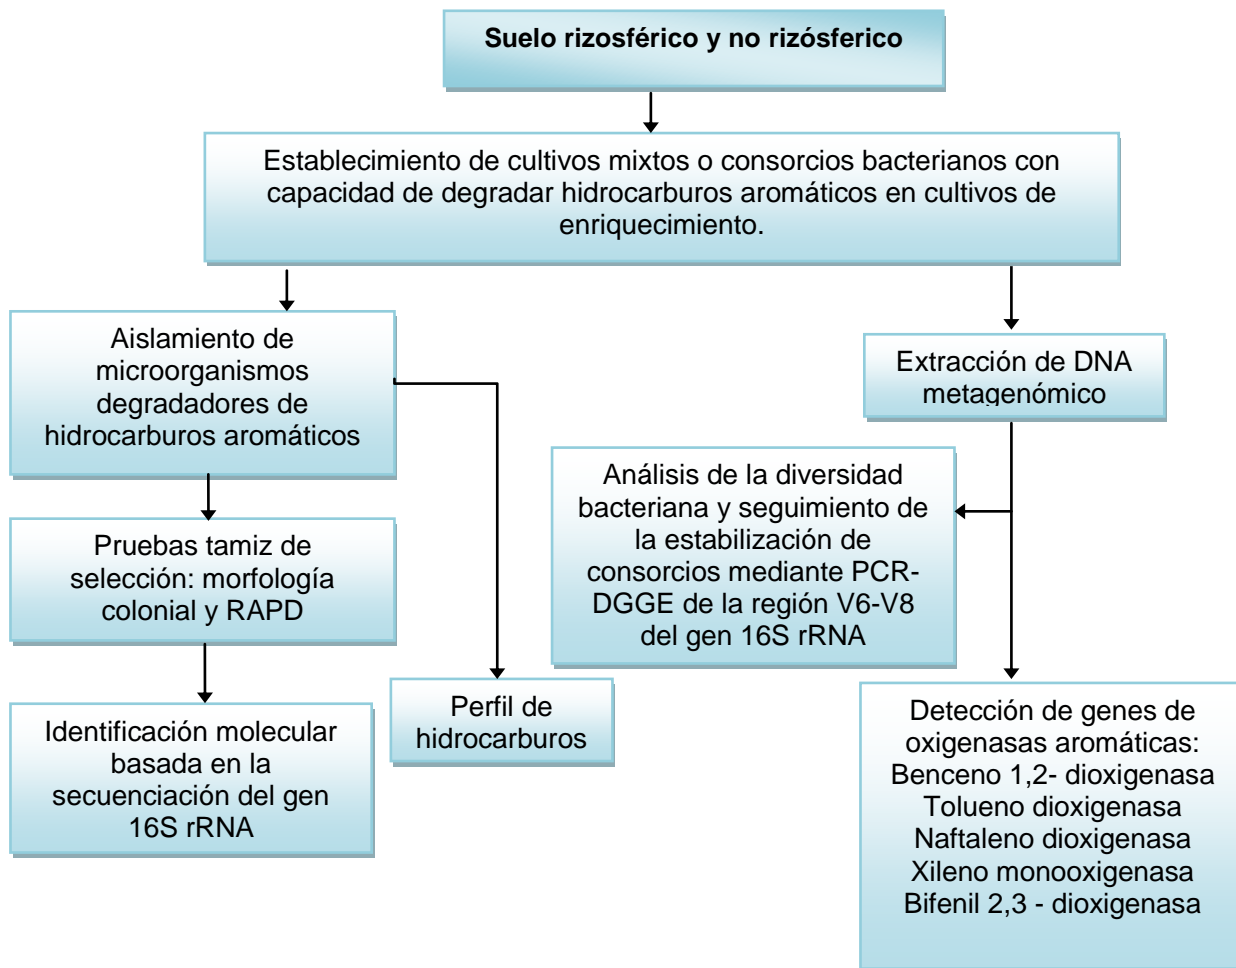 Suelo rizosférico y no rizósferico
Establecimiento de cultivos mixtos o consorcios bacterianos con
capacidad de degradar hidrocarburos aromáticos en cultivos de
enriquecimiento.
Aislamiento de
microorganismos
degradadores de
hidrocarburos aromáticos
Extracción de DNA
metagenómico
Análisis de la diversidad
bacteriana y seguimiento de
la estabilización de
consorcios mediante PCR-
DGGE de la región V6-V8
del gen 16S rRNA
Pruebas tamiz de
selección: morfología
colonial y RAPD
Perfil de
hidrocarburos
Identificación molecular
basada en la
secuenciación del gen
16S rRNA
Detección de genes de
oxigenasas aromáticas:
Benceno 1,2- dioxigenasa
Tolueno dioxigenasa
Naftaleno dioxigenasa
Xileno monooxigenasa
Bifenil 2,3 - dioxigenasa